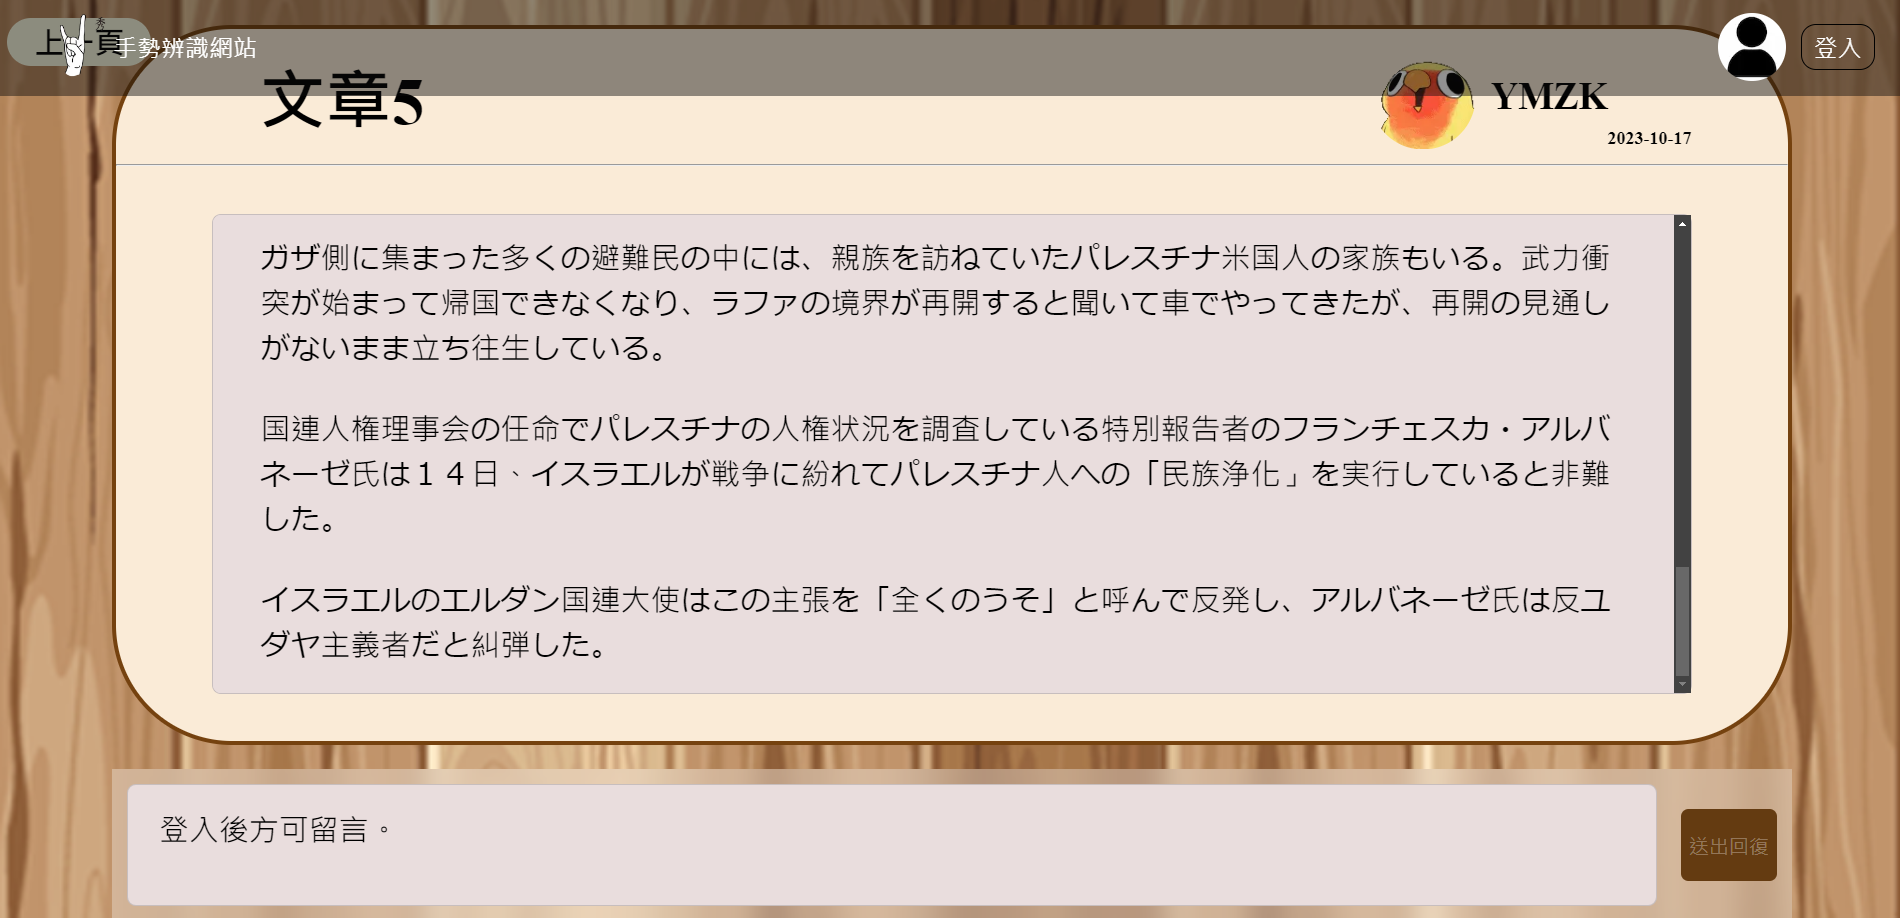 上一頁
秀
手勢辨識網站
登入
文章5
YMZK
2023-10-17
ガザ側に集まった多くの避難民の中には、親族を訪ねていたパレスチナ米国人の家族もいる。武力衝
突が始まって帰国できなくなり、ラファの境界が再開すると聞いて車でやってきたが、再開の見通し
がないまま立ち往生している。
国連人権理事会の任命でパレスチナの人権状況を調査している特別報告者のフランチェスカ・アルバ
ネーゼ氏は１４日、イスラエルが戦争に紛れてパレスチナ人への「民族浄化」を実行していると非難
した。
イスラエルのエルダン国連大使はこの主張を「全くのうそ」と呼んで反発し、アルバネーゼ氏は反ユ
ダヤ主義者だと糾弾した。
登入後方可留言。
送出回復